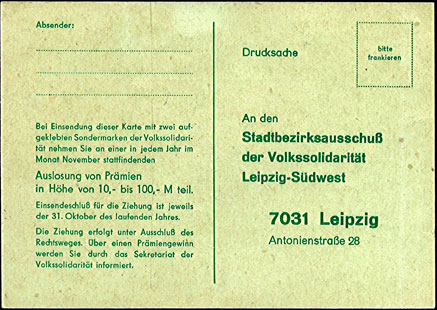 Absender:
Bei Einsendung dieser Karte mit zwei auf-
geklebten Sondermarken der Volkssolidari-
tät nehmen Sie an einer in jedem Jahr im
Monat November stattfindenden
Auslosung von Prämien
in Höhe von 10,- bis 100,- M teil.
Einsendeschluß für die Ziehung ist jeweils
der 31. Oktober des laufenden Jahres.
Die Ziehung erfolgt unter Ausschluß des
Rechtsweges. Über einen Prämiengewinn
werden Sie durch das Sekretariat der
Volkssolidarität informiert.
Drucksache
bitte
frankieren
An den
Stadtbezirksausschuß
der Volkssolidarität
Leipzig-Südwest
7031 Leipzig
Antonienstraße 28